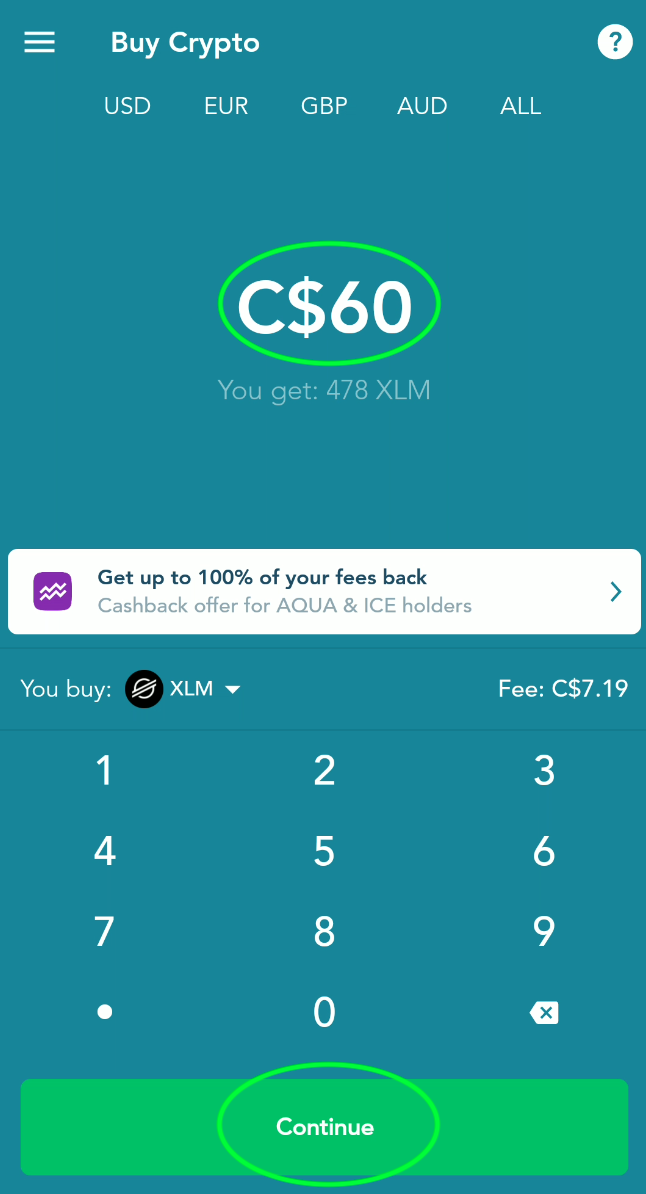 Buy Crypto ?
USD EUR GBP AUD ALL
C$60
You get: 478 XLM
Get up to 100% of your fees back
Cashback offer for AQUA & ICE holders
You buy: XLM Fee: C$7.19
1 2 3
4 5 6
7 8 9
. 0
Continue